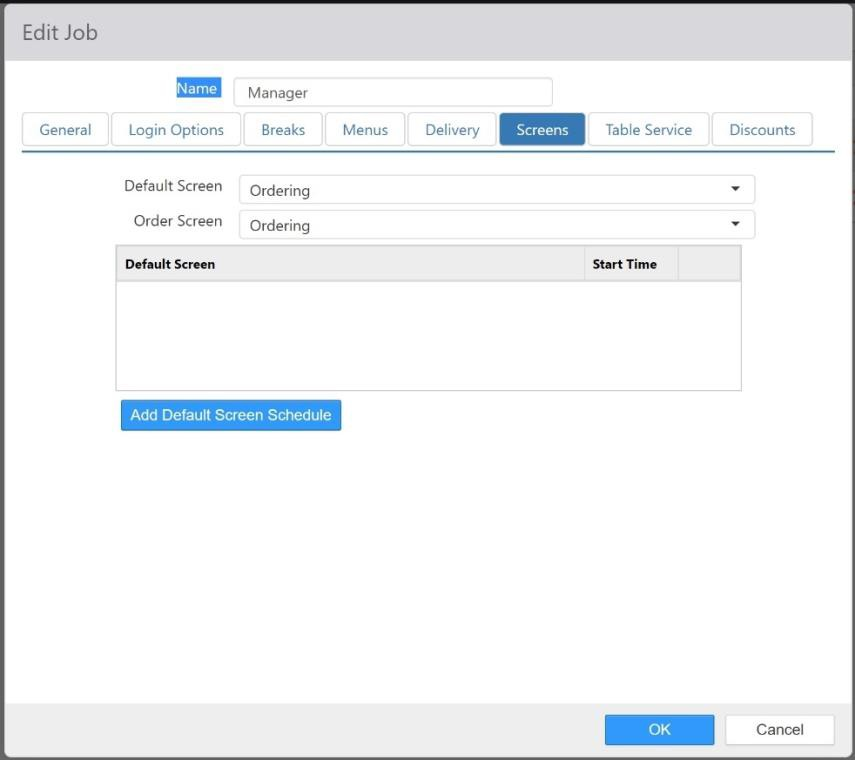 Edit Job
Name Manager
General Login Options Breaks Menus Delivery Screens Table Service Discounts
Default Screen Ordering
Order Screen Ordering
Default Screen Start Time
Add Default Screen Schedule
OK Cancel